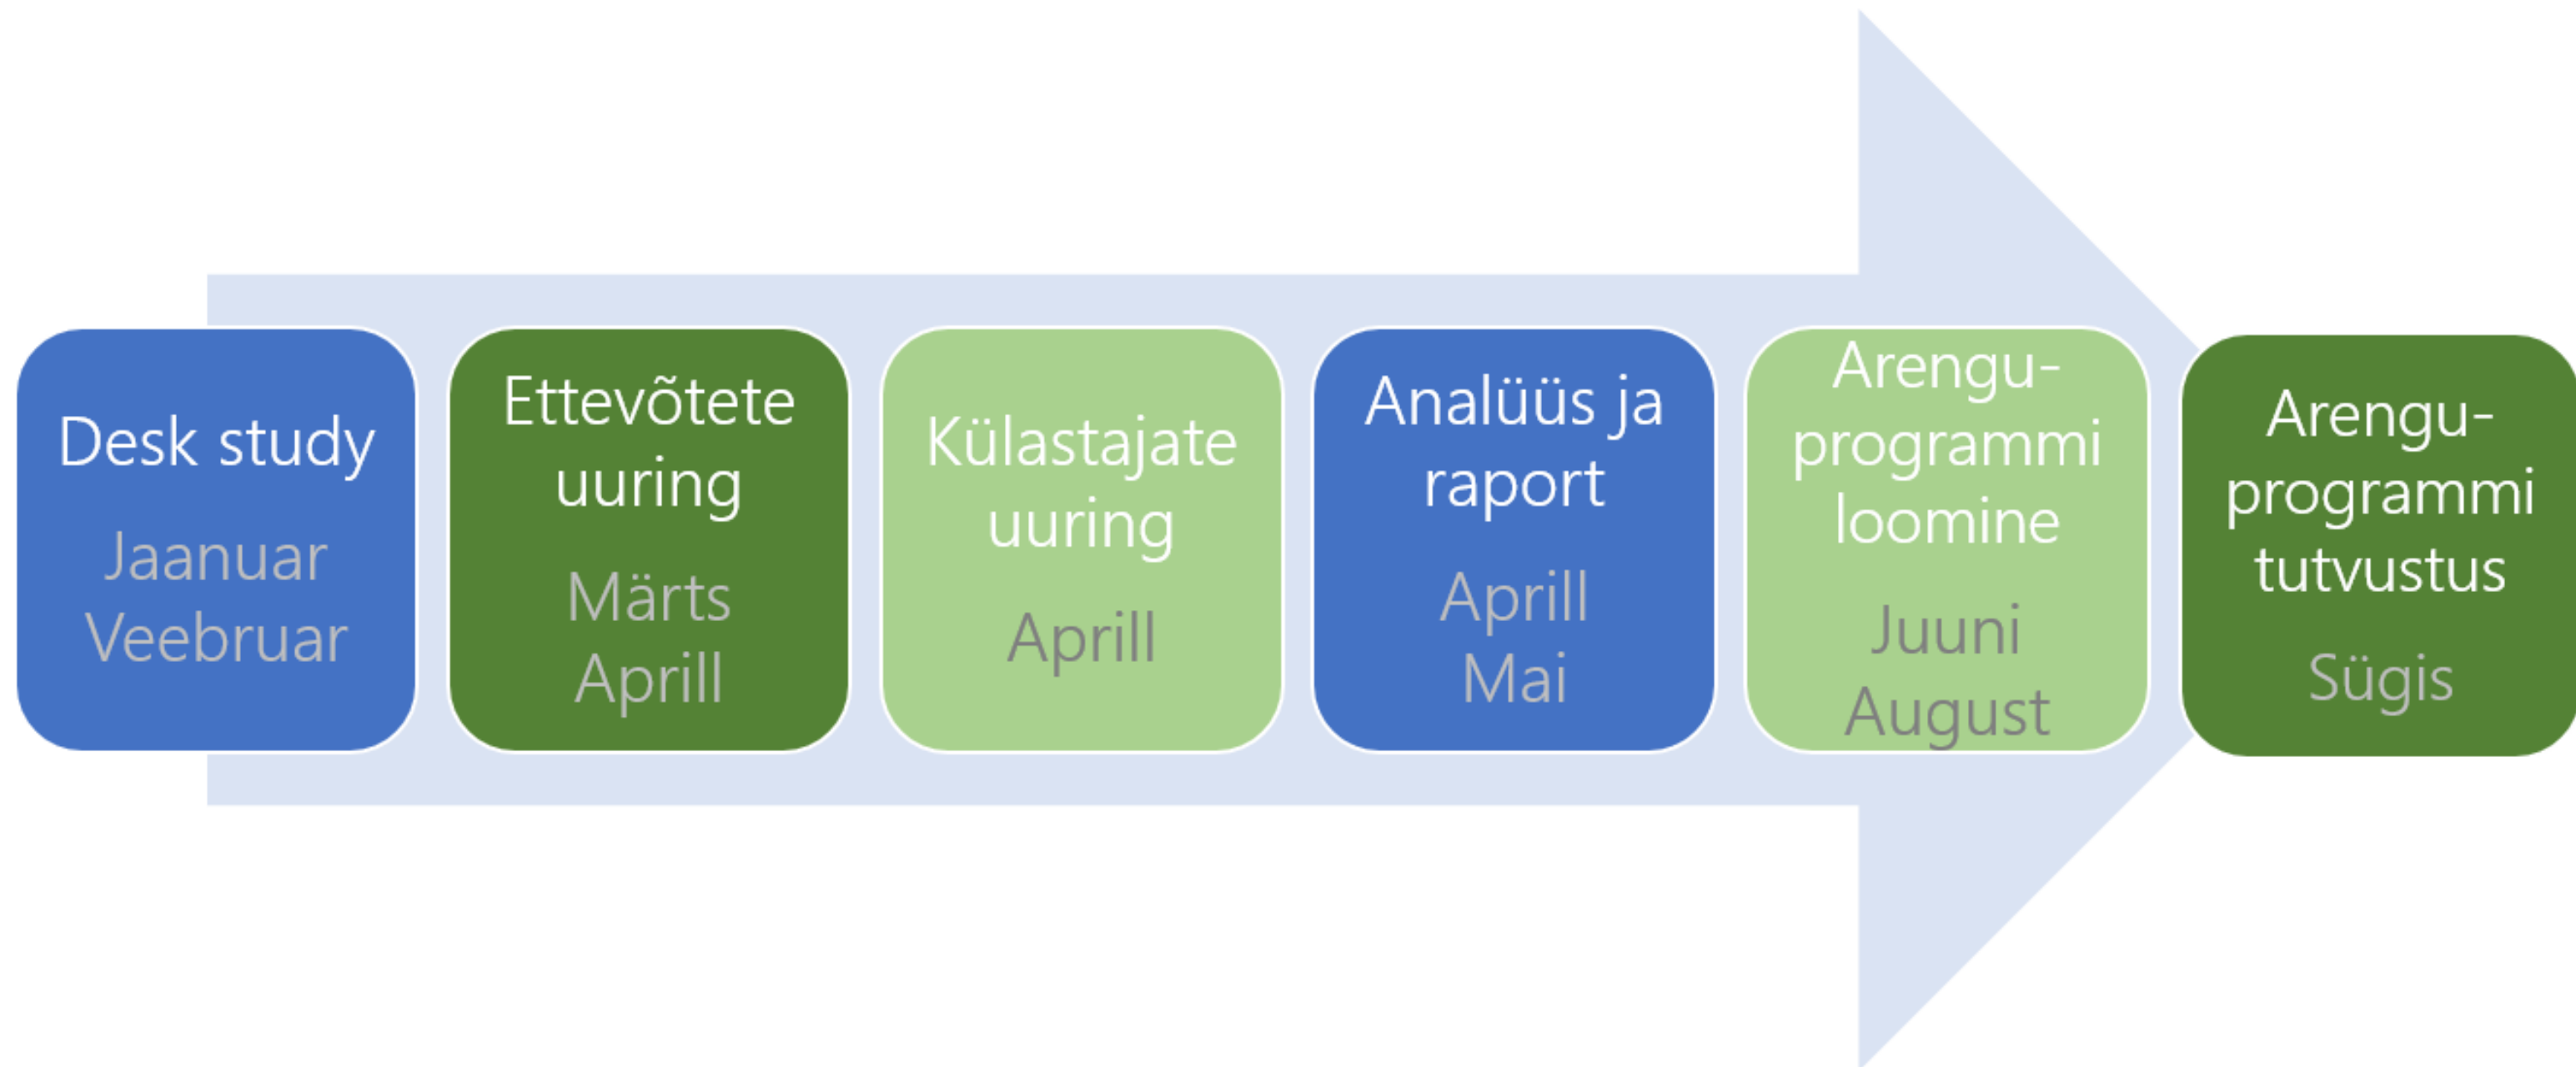 Desk study
Jaanuar
Veebruar
Ettevõtete
uuring
Märts
Aprill
Külastajate
uuring
Aprill
Analüüs ja
raport
Aprill
Mai
Arengu-
programmi
loomine
Juuni
August
Arengu-
programmi
tutvustus
Sügis